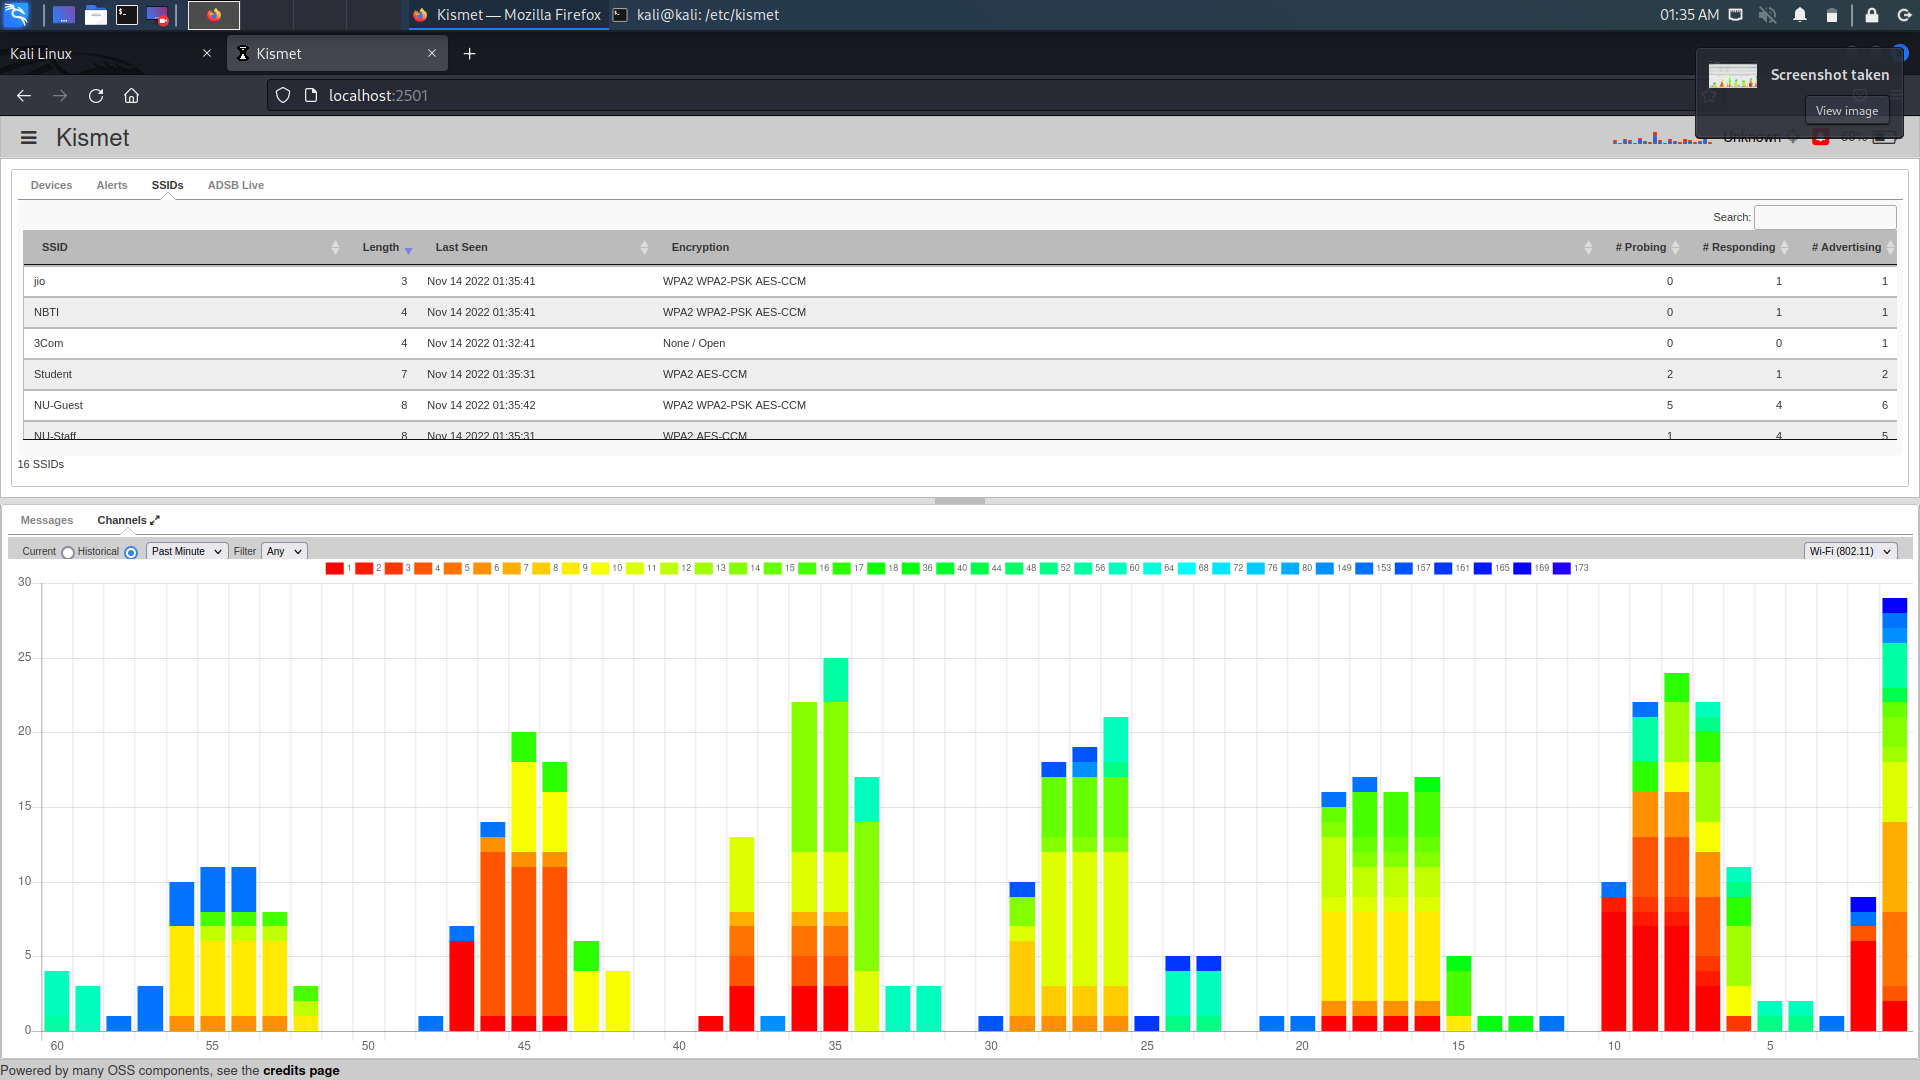 Kismet — Mozilla Firefox kali@kali: /etc/kismet 01:35 AM
Kali Linux Kismet
Screenshot taken
localhost:2501
View image
Kismet Unknown
Devices Alerts SSIDs ADSB Live
Search:
SSID Length Last Seen Encryption # Probing # Responding # Advertising
jio 3 Nov 14 2022 01:35:41 WPA2 WPA2-PSK AES-CCM 0 1 1
NBTI 4 Nov 14 2022 01:35:41 WPA2 WPA2-PSK AES-CCM 0 1 1
3Com 4 Nov 14 2022 01:32:41 None / Open 0 0 1
Student 7 Nov 14 2022 01:35:31 WPA2 AES-CCM 2 1 2
NU-Guest 8 Nov 14 2022 01:35:42 WPA2 WPA2-PSK AES-CCM 5 4 6
NU-Staff 8 Nov 14 2022 01:35:31 WPA2 AES-CCM 1 4 5
16 SSIDs
Messages Channels
Current Historical Past Minute Filter Any Wi-Fi (802.11)
1 2 3 4 5 6 7 8 9 10 11 12 13 14 15 16 17 18 36 40 44 48 52 56 60 64 68 72 76 80 149 153 157 161 165 169 173
30
25
20
15
10
5
0
60 55 50 45 40 35 30 25 20 15 10 5
Powered by many OSS components, see the credits page